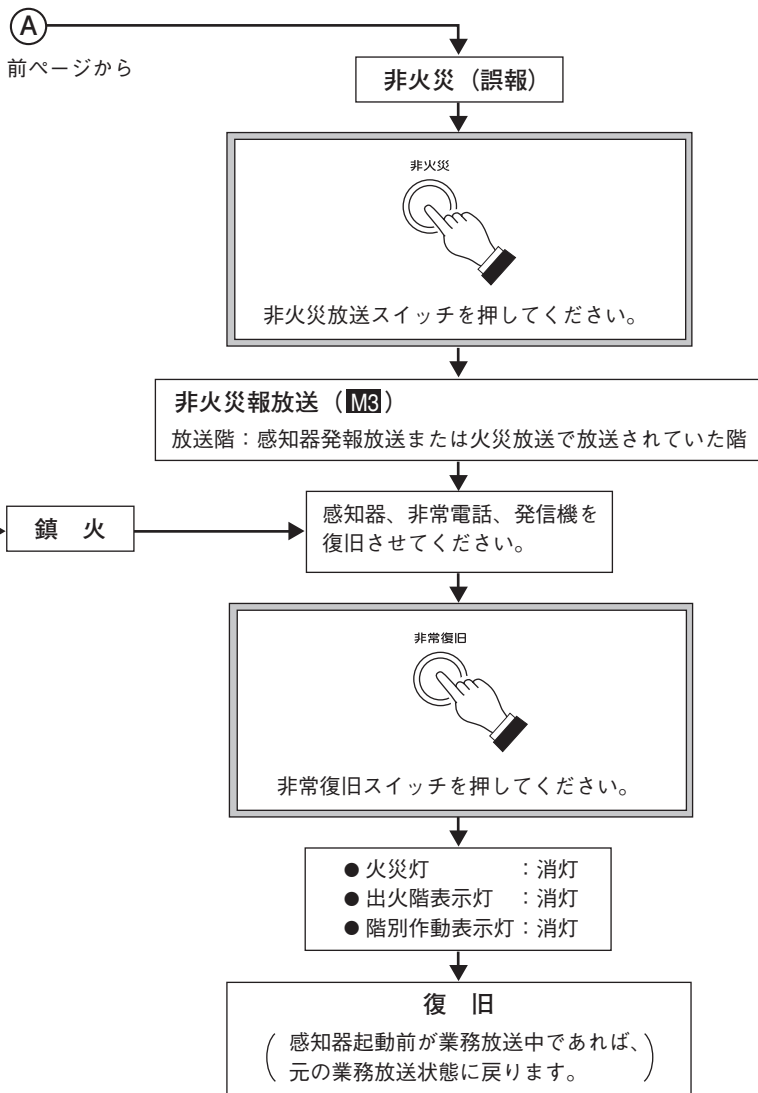 A
前ページから
非火災（誤報）
非火災
非火災放送スイッチを押してください。
非火災報放送（M3）
放送階：感知器発報放送または火災放送で放送されていた階
鎮　火
感知器、非常電話、発信機を
復旧させてください。
非常復旧
非常復旧スイッチを押してください。
●火災灯　　　　：消灯
●出火階表示灯　：消灯
●階別作動表示灯：消灯
復　旧
（感知器起動前が業務放送中であれば、
元の業務放送状態に戻ります。）